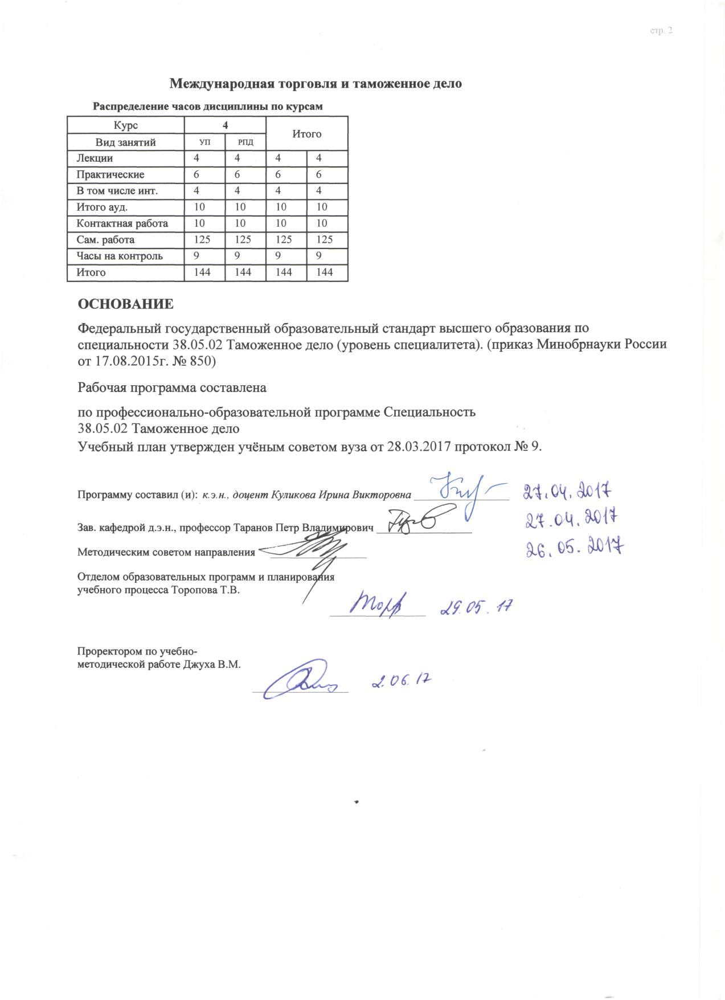 стр. 2
Международная торговля и таможенное дело
Распределение часов дисциплины по курсам
Курс 4 Итого
Вид занятий УП РПД
Лекции 4 4 4 4
Практические 6 6 6 6
В том числе инт. 4 4 4 4
Итого ауд. 10 10 10 10
Контактная работа 10 10 10 10
Сам. работа 125 125 125 125
Часы на контроль 9 9 9 9
Итого 144 144 144 144
ОСНОВАНИЕ
Федеральный государственный образовательный стандарт высшего образования по
специальности 38.05.02 Таможенное дело (уровень специалитета). (приказ Минобрнауки России
от 17.08.2015г. № 850)
Рабочая программа составлена
по профессионально-образовательной программе Специальность
38.05.02 Таможенное дело
Учебный план утвержден учёным советом вуза от 28.03.2017 протокол № 9.
Программу составил (и): к.э.н., доцент Куликова Ирина Викторовна 27.04.2017
Зав. кафедрой д.э.н., профессор Таранов Петр Владимирович 27.04.2017
Методическим советом направления 26.05.2017
Отделом образовательных программ и планирования
учебного процесса Торопова Т.В.
29.05.17
Проректором по учебно-
методической работе Джуха В.М.
2.06.17